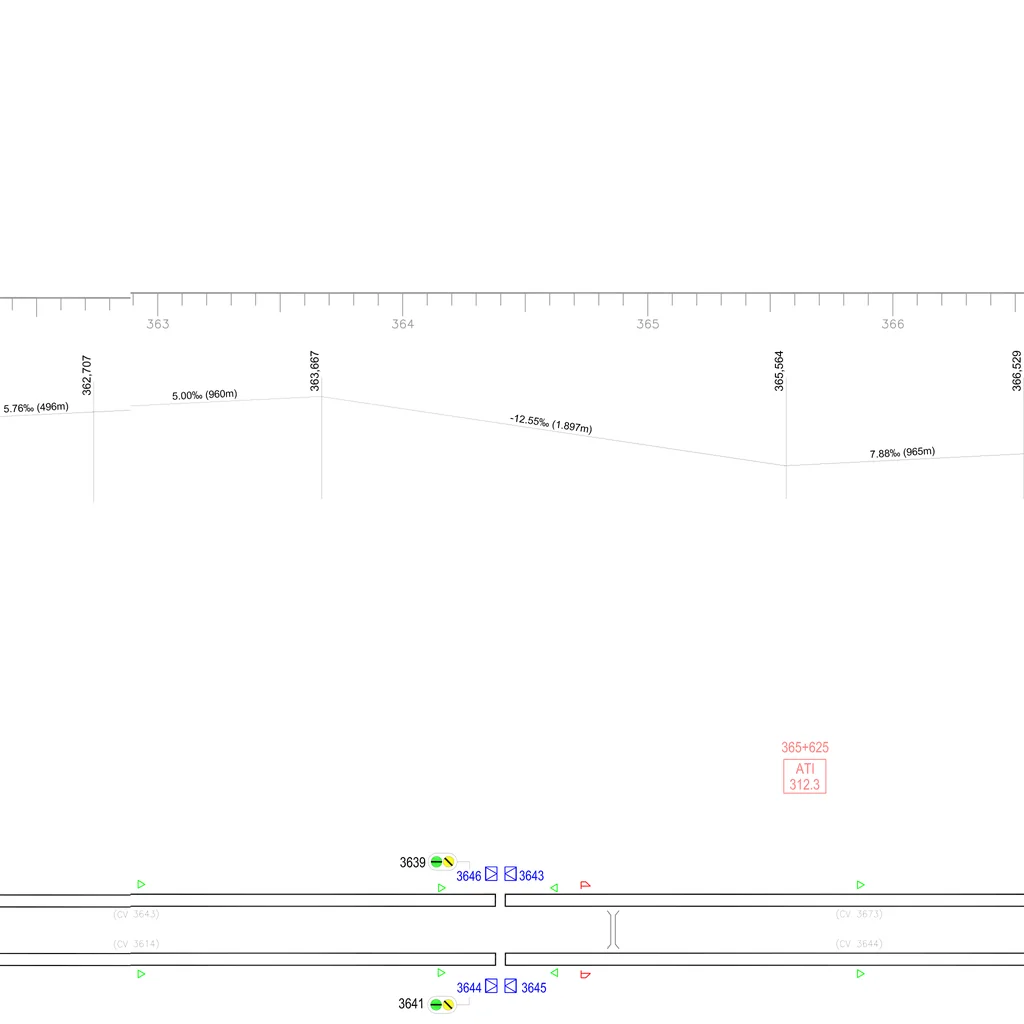 363
364
365
366
362,707
363,667
365,564
366,529
5.76‰ (496m)
5.00‰ (960m)
-12.55‰ (1.897m)
7.88‰ (965m)
365+625
ATI
312.3
3639
3646
3643
(CV 3643)
(CV 3673)
(CV 3614)
(CV 3644)
3644
3645
3641